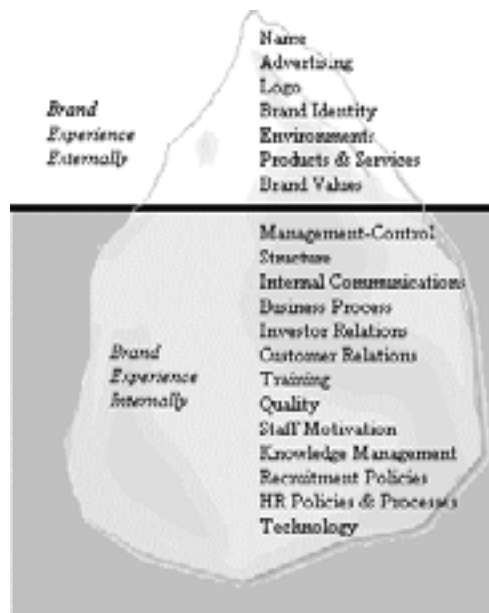 Name
Advertising
Logo
Brand Identity
Environments
Products & Services
Brand Values
Brand
Experience
Externally
Management-Control
Structure
Internal Communications
Business Process
Investor Relations
Customer Relations
Training
Quality
Staff Motivation
Knowledge Management
Recruitment Policies
HR Policies & Processes
Technology
Brand
Experience
Internally